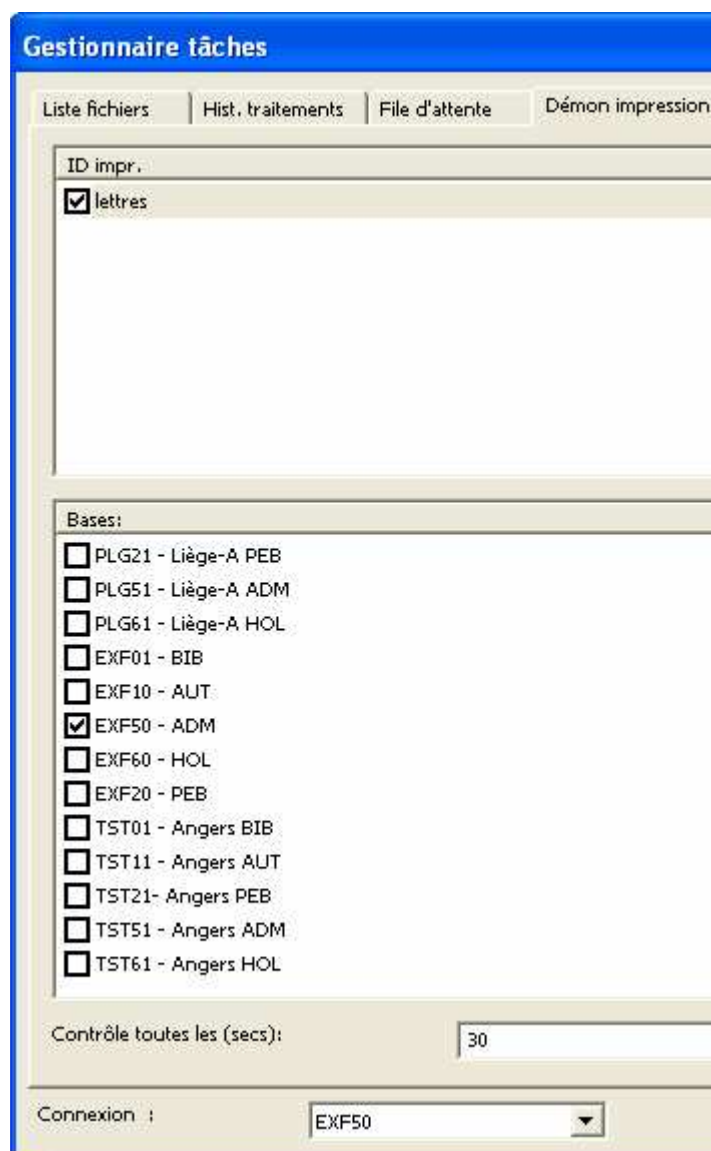 Gestionnaire tâches
Liste fichiers Hist. traitements File d'attente Démon impression
ID impr.
lettres
Bases:
PLG21 - Liège-A PEB
PLG51 - Liège-A ADM
PLG61 - Liège-A HOL
EXF01 - BIB
EXF10 - AUT
EXF50 - ADM
EXF60 - HOL
EXF20 - PEB
TST01 - Angers BIB
TST11 - Angers AUT
TST21- Angers PEB
TST51 - Angers ADM
TST61 - Angers HOL
Contrôle toutes les (secs): 30
Connexion : EXF50